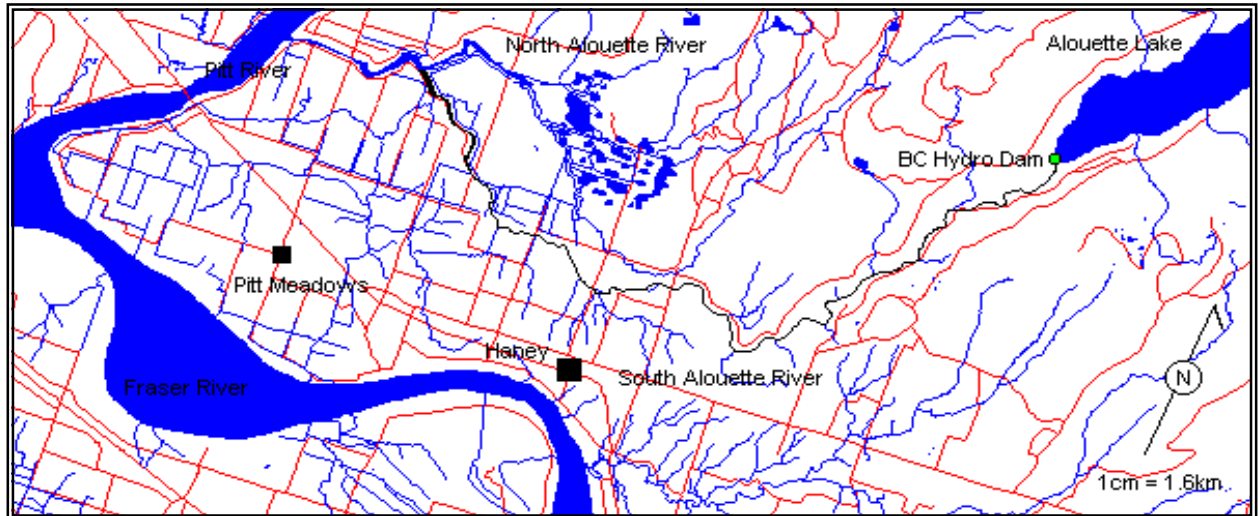 North Alouette River
Alouette Lake
Pitt River
BC Hydro Dam
Pitt Meadows
Haney
South Alouette River
Fraser River
N
1cm = 1.6km